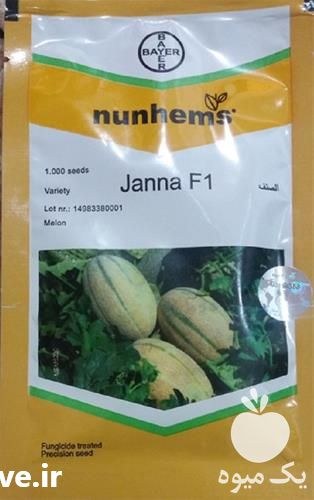 BAYER
BAYER
nunhems
1.000 seeds
Variety Janna F1 الصنف
Lot nr.: 14983380001
Melon
Fungicide treated
Precision seed
ve.ir
یک میوه